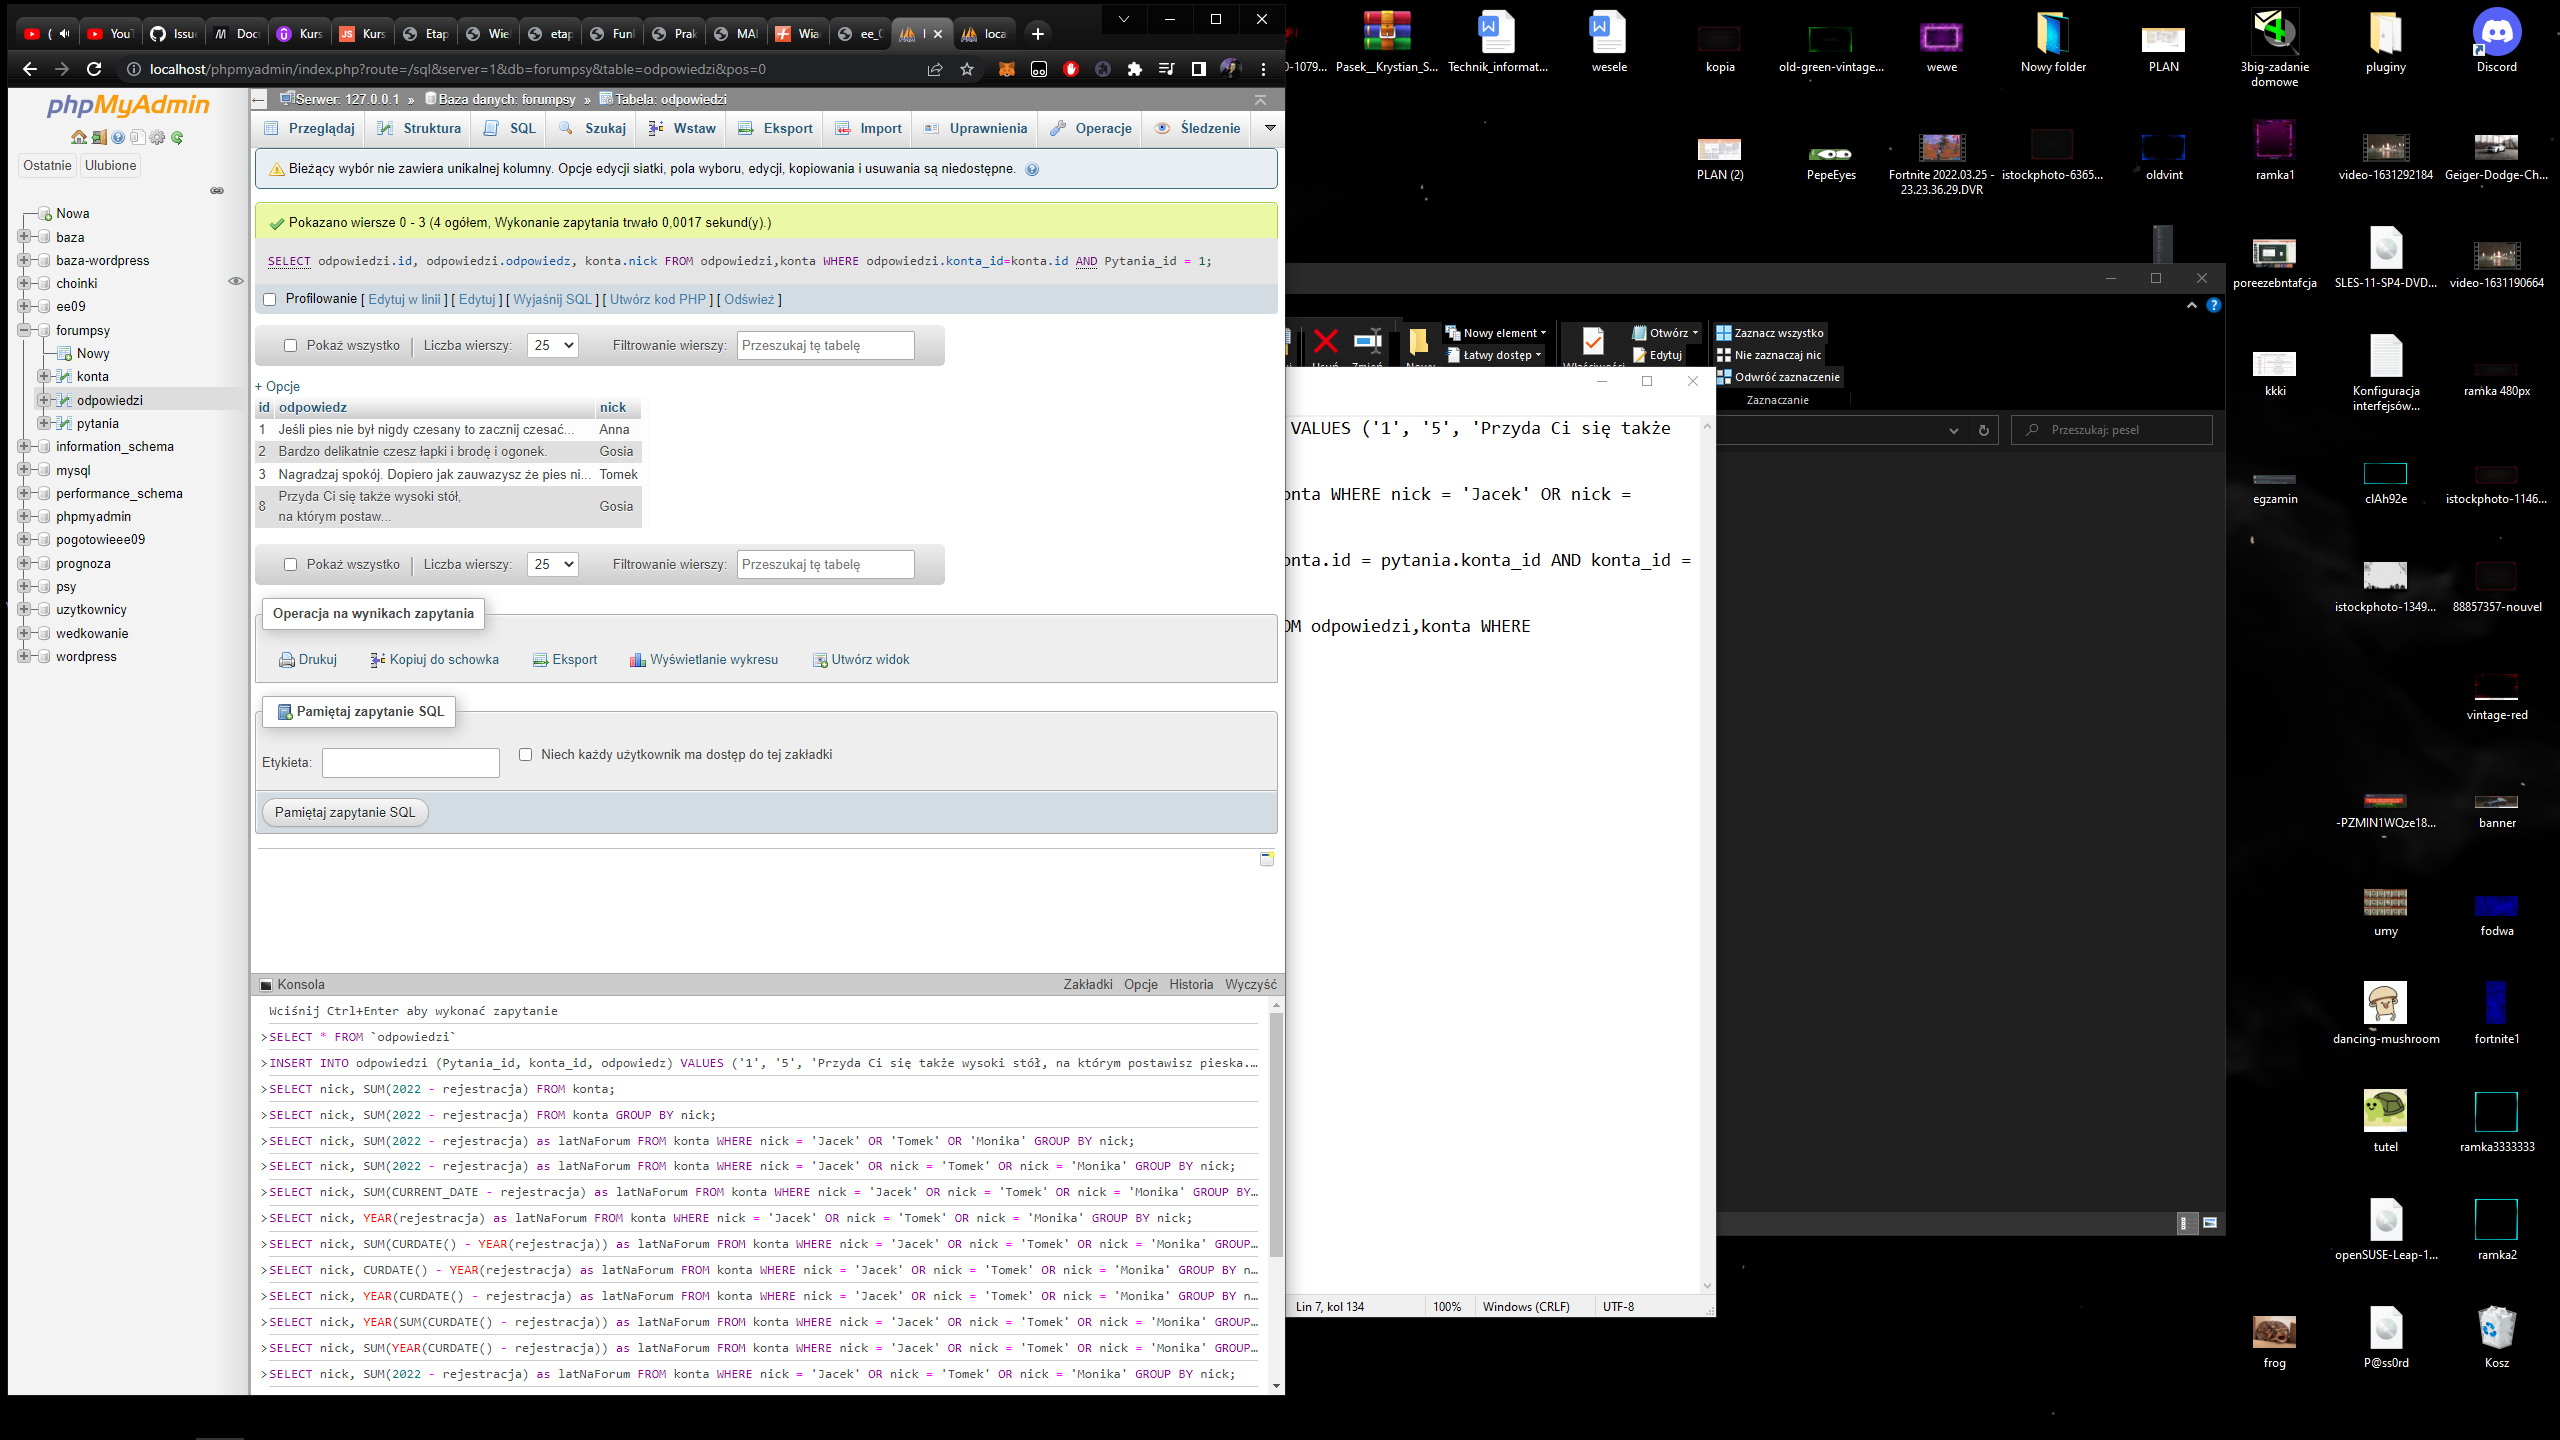 ( YouT Issu Doc Kurs Kurs Etap Wie etap Funl Prak MAI Wia ee_0 l loca
localhost/phpmyadmin/index.php?route=/sql&server=1&db=forumpsy&table=odpowiedzi&pos=0
phpMyAdmin
Ostatnie Ulubione
Nowa
baza
baza-wordpress
choinki
ee09
forumpsy
Nowy
konta
odpowiedzi
pytania
information_schema
mysql
performance_schema
phpmyadmin
pogotowieee09
prognoza
psy
uzytkownicy
wedkowanie
wordpress
Serwer: 127.0.0.1 » Baza danych: forumpsy » Tabela: odpowiedzi
Przeglądaj Struktura SQL Szukaj Wstaw Eksport Import Uprawnienia Operacje Śledzenie
Bieżący wybór nie zawiera unikalnej kolumny. Opcje edycji siatki, pola wyboru, edycji, kopiowania i usuwania są niedostępne.
Pokazano wiersze 0 - 3 (4 ogółem, Wykonanie zapytania trwało 0,0017 sekund(y).)
SELECT odpowiedzi.id, odpowiedzi.odpowiedz, konta.nick FROM odpowiedzi,konta WHERE odpowiedzi.konta_id=konta.id AND Pytania_id = 1;
Profilowanie [ Edytuj w linii ] [ Edytuj ] [ Wyjaśnij SQL ] [ Utwórz kod PHP ] [ Odśwież ]
Pokaż wszystko Liczba wierszy: 25 Filtrowanie wierszy: Przeszukaj tę tabelę
+ Opcje
id odpowiedz nick
1 Jeśli pies nie był nigdy czesany to zacznij czesać... Anna
2 Bardzo delikatnie czesz łapki i brodę i ogonek. Gosia
3 Nagradzaj spokój. Dopiero jak zauwazysz że pies ni... Tomek
8 Przyda Ci się także wysoki stół,
na którym postaw... Gosia
Pokaż wszystko Liczba wierszy: 25 Filtrowanie wierszy: Przeszukaj tę tabelę
Operacja na wynikach zapytania
Drukuj Kopiuj do schowka Eksport Wyświetlanie wykresu Utwórz widok
Pamiętaj zapytanie SQL
Etykieta: Niech każdy użytkownik ma dostęp do tej zakładki
Pamiętaj zapytanie SQL
Konsola Zakładki Opcje Historia Wyczyść
Wciśnij Ctrl+Enter aby wykonać zapytanie
>SELECT * FROM `odpowiedzi`
>INSERT INTO odpowiedzi (Pytania_id, konta_id, odpowiedz) VALUES ('1', '5', 'Przyda Ci się także wysoki stół, na którym postawisz pieska.…
>SELECT nick, SUM(2022 - rejestracja) FROM konta;
>SELECT nick, SUM(2022 - rejestracja) FROM konta GROUP BY nick;
>SELECT nick, SUM(2022 - rejestracja) as latNaForum FROM konta WHERE nick = 'Jacek' OR 'Tomek' OR 'Monika' GROUP BY nick;
>SELECT nick, SUM(2022 - rejestracja) as latNaForum FROM konta WHERE nick = 'Jacek' OR nick = 'Tomek' OR nick = 'Monika' GROUP BY nick;
>SELECT nick, SUM(CURRENT_DATE - rejestracja) as latNaForum FROM konta WHERE nick = 'Jacek' OR nick = 'Tomek' OR nick = 'Monika' GROUP BY…
>SELECT nick, YEAR(rejestracja) as latNaForum FROM konta WHERE nick = 'Jacek' OR nick = 'Tomek' OR nick = 'Monika' GROUP BY nick;
>SELECT nick, SUM(CURDATE() - YEAR(rejestracja)) as latNaForum FROM konta WHERE nick = 'Jacek' OR nick = 'Tomek' OR nick = 'Monika' GROUP…
>SELECT nick, CURDATE() - YEAR(rejestracja) as latNaForum FROM konta WHERE nick = 'Jacek' OR nick = 'Tomek' OR nick = 'Monika' GROUP BY n…
>SELECT nick, YEAR(CURDATE() - rejestracja) as latNaForum FROM konta WHERE nick = 'Jacek' OR nick = 'Tomek' OR nick = 'Monika' GROUP BY n…
>SELECT nick, YEAR(SUM(CURDATE() - rejestracja)) as latNaForum FROM konta WHERE nick = 'Jacek' OR nick = 'Tomek' OR nick = 'Monika' GROUP…
>SELECT nick, SUM(YEAR(CURDATE() - rejestracja)) as latNaForum FROM konta WHERE nick = 'Jacek' OR nick = 'Tomek' OR nick = 'Monika' GROUP…
>SELECT nick, SUM(2022 - rejestracja) as latNaForum FROM konta WHERE nick = 'Jacek' OR nick = 'Tomek' OR nick = 'Monika' GROUP BY nick;
VALUES ('1', '5', 'Przyda Ci się także
onta WHERE nick = 'Jacek' OR nick =
onta.id = pytania.konta_id AND konta_id =
OM odpowiedzi,konta WHERE
Lin 7, kol 134 100% Windows (CRLF) UTF-8
Nowy element Otwórz Zaznacz wszystko
Łatwy dostęp Edytuj Nie zaznaczaj nic
Odwróć zaznaczenie
Zaznaczanie
Przeszukaj: pesel
0-1079... Pasek_Krystian_S... Technik_informat... wesele kopia old-green-vintage... wewe Nowy folder PLAN 3big-zadanie
domowe pluginy Discord
PLAN (2) PepeEyes Fortnite 2022.03.25 -
23.23.36.29.DVR istockphoto-6365... oldvint ramka1 video-1631292184 Geiger-Dodge-Ch...
poreezebntafcja SLES-11-SP4-DVD... video-1631190664
kkki Konfiguracja
interfejsów... ramka 480px
egzamin clAh92e istockphoto-1146...
istockphoto-1349... 88857357-nouvel
vintage-red
-PZMIN1WQze18... banner
umy fodwa
dancing-mushroom fortnite1
tutel ramka3333333
openSUSE-Leap-1... ramka2
frog P@ss0rd Kosz